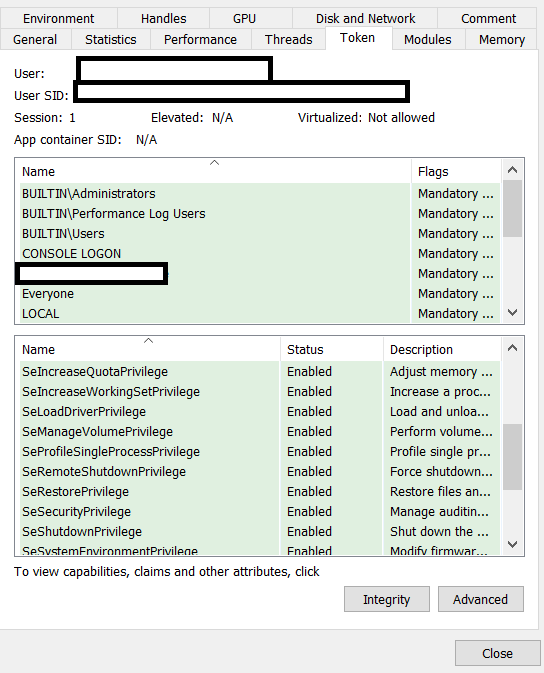 Environment Handles GPU Disk and Network Comment
General Statistics Performance Threads Token Modules Memory
User:
User SID:
Session: 1 Elevated: N/A Virtualized: Not allowed
App container SID: N/A
Name Flags
BUILTIN\Administrators Mandatory ...
BUILTIN\Performance Log Users Mandatory ...
BUILTIN\Users Mandatory ...
CONSOLE LOGON Mandatory ...
Mandatory ...
Everyone Mandatory ...
LOCAL Mandatory ...
Name Status Description
SeIncreaseQuotaPrivilege Enabled Adjust memory ...
SeIncreaseWorkingSetPrivilege Enabled Increase a proc...
SeLoadDriverPrivilege Enabled Load and unloa...
SeManageVolumePrivilege Enabled Perform volume...
SeProfileSingleProcessPrivilege Enabled Profile single pr...
SeRemoteShutdownPrivilege Enabled Force shutdown...
SeRestorePrivilege Enabled Restore files an...
SeSecurityPrivilege Enabled Manage auditin...
SeShutdownPrivilege Enabled Shut down the ...
SeSystemEnvironmentPrivilege Enabled Modify firmwar...
To view capabilities, claims and other attributes, click
Integrity Advanced
Close